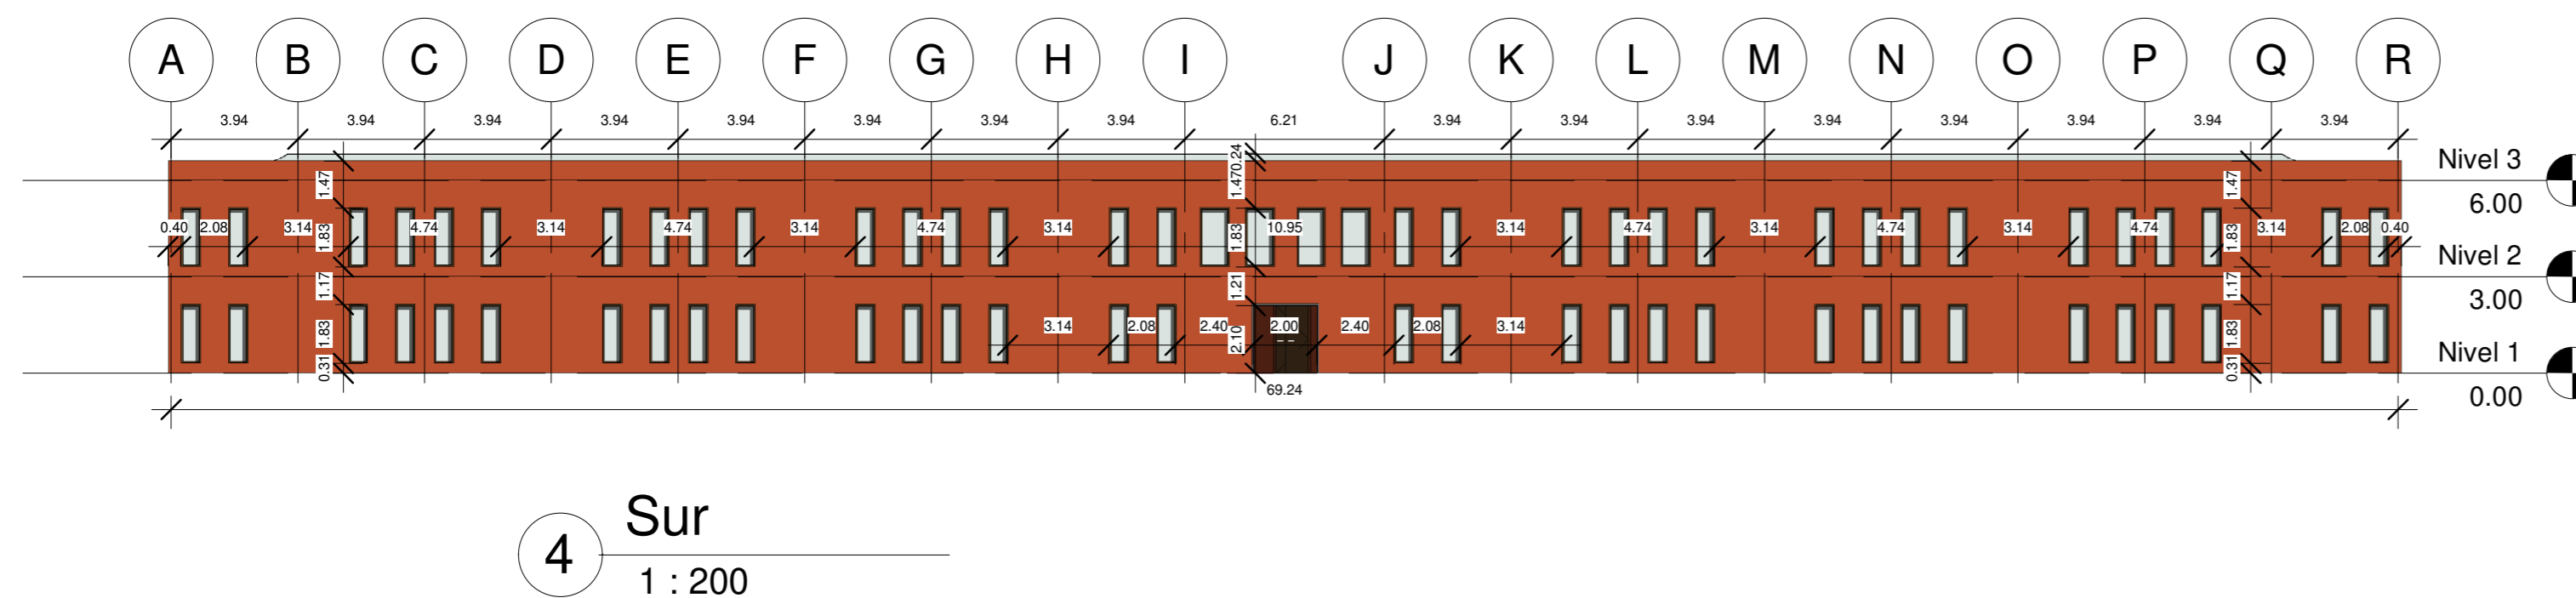 A B C D E F G H I J K L M N O P Q R
3.94 3.94 3.94 3.94 3.94 3.94 3.94 3.94 6.21 3.94 3.94 3.94 3.94 3.94 3.94 3.94 3.94
0.24
Nivel 3
1.47 1.47 1.47
6.00
0.40 2.08 3.14 4.74 3.14 4.74 3.14 4.74 3.14 10.95 3.14 4.74 3.14 4.74 3.14 4.74 3.14 2.08 0.40
1.83 1.83 1.83
Nivel 2
1.17 1.21 1.17
3.00
3.14 2.08 2.40 2.00 2.40 2.08 3.14
1.83 2.10 1.83
Nivel 1
0.31 0.31
69.24
0.00
Sur
4
1 : 200